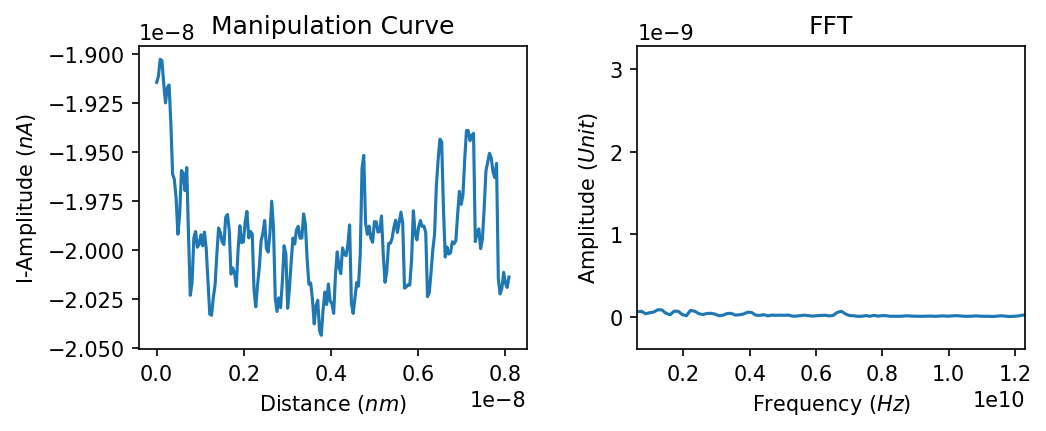 Manipulation Curve
1e−8
I-Amplitude (nA)
−1.900
−1.925
−1.950
−1.975
−2.000
−2.025
−2.050
0.0 0.2 0.4 0.6 0.8
Distance (nm)
1e−8
FFT
1e−9
Amplitude (Unit)
3
2
1
0
0.2 0.4 0.6 0.8 1.0 1.2
Frequency (Hz)
1e10